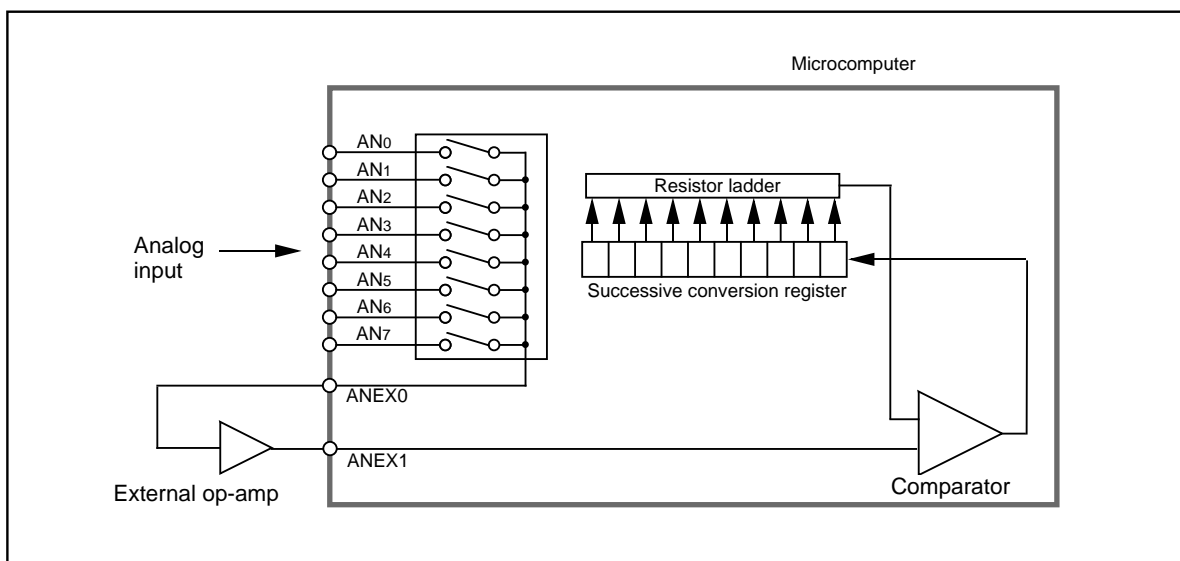 Microcomputer
AN0
AN1
AN2
AN3
AN4
AN5
AN6
AN7
Analog
input
Resistor ladder
Successive conversion register
ANEX0
ANEX1
External op-amp
Comparator